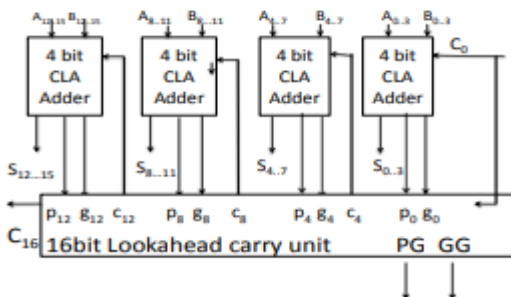 A12..15 B12..15 A8...11 B8...11 A4..7 B4..7 A0..3 B0..3
4 bit CLA Adder 4 bit CLA Adder 4 bit CLA Adder 4 bit CLA Adder C0
S12...15 S8...11 S4..7 S0..3
p12 g12 c12 p8 g8 c8 p4 g4 c4 p0 g0
C16 16bit Lookahead carry unit PG GG